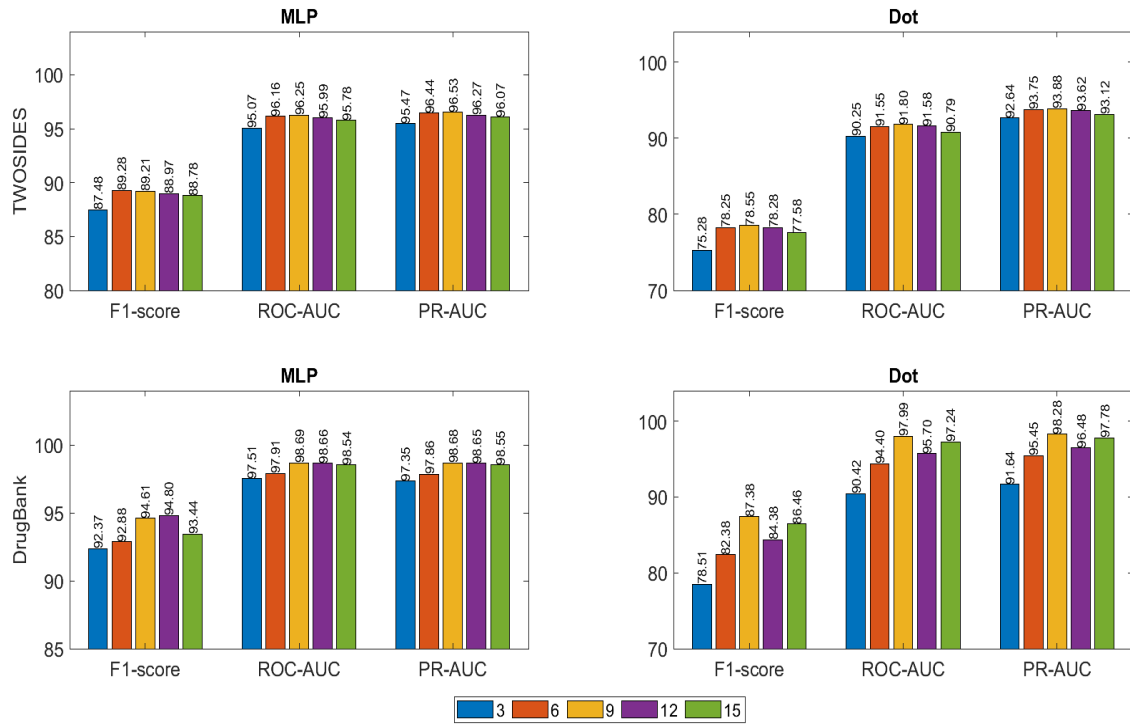 MLP
TWOSIDES
100
95
90
85
80
87.48 89.28 89.21 88.97 88.78
95.07 96.16 96.25 95.99 95.78
95.47 96.44 96.53 96.27 96.07
F1-score ROC-AUC PR-AUC
Dot
100
90
80
70
75.28 78.25 78.55 78.28 77.58
90.25 91.55 91.80 91.58 90.79
92.64 93.75 93.88 93.62 93.12
F1-score ROC-AUC PR-AUC
MLP
DrugBank
100
95
90
85
92.37 92.88 94.61 94.80 93.44
97.51 97.91 98.69 98.66 98.54
97.35 97.86 98.68 98.65 98.55
F1-score ROC-AUC PR-AUC
Dot
100
90
80
70
78.51 82.38 87.38 84.38 86.46
90.42 94.40 97.99 95.70 97.24
91.64 95.45 98.28 96.48 97.78
F1-score ROC-AUC PR-AUC
3 6 9 12 15